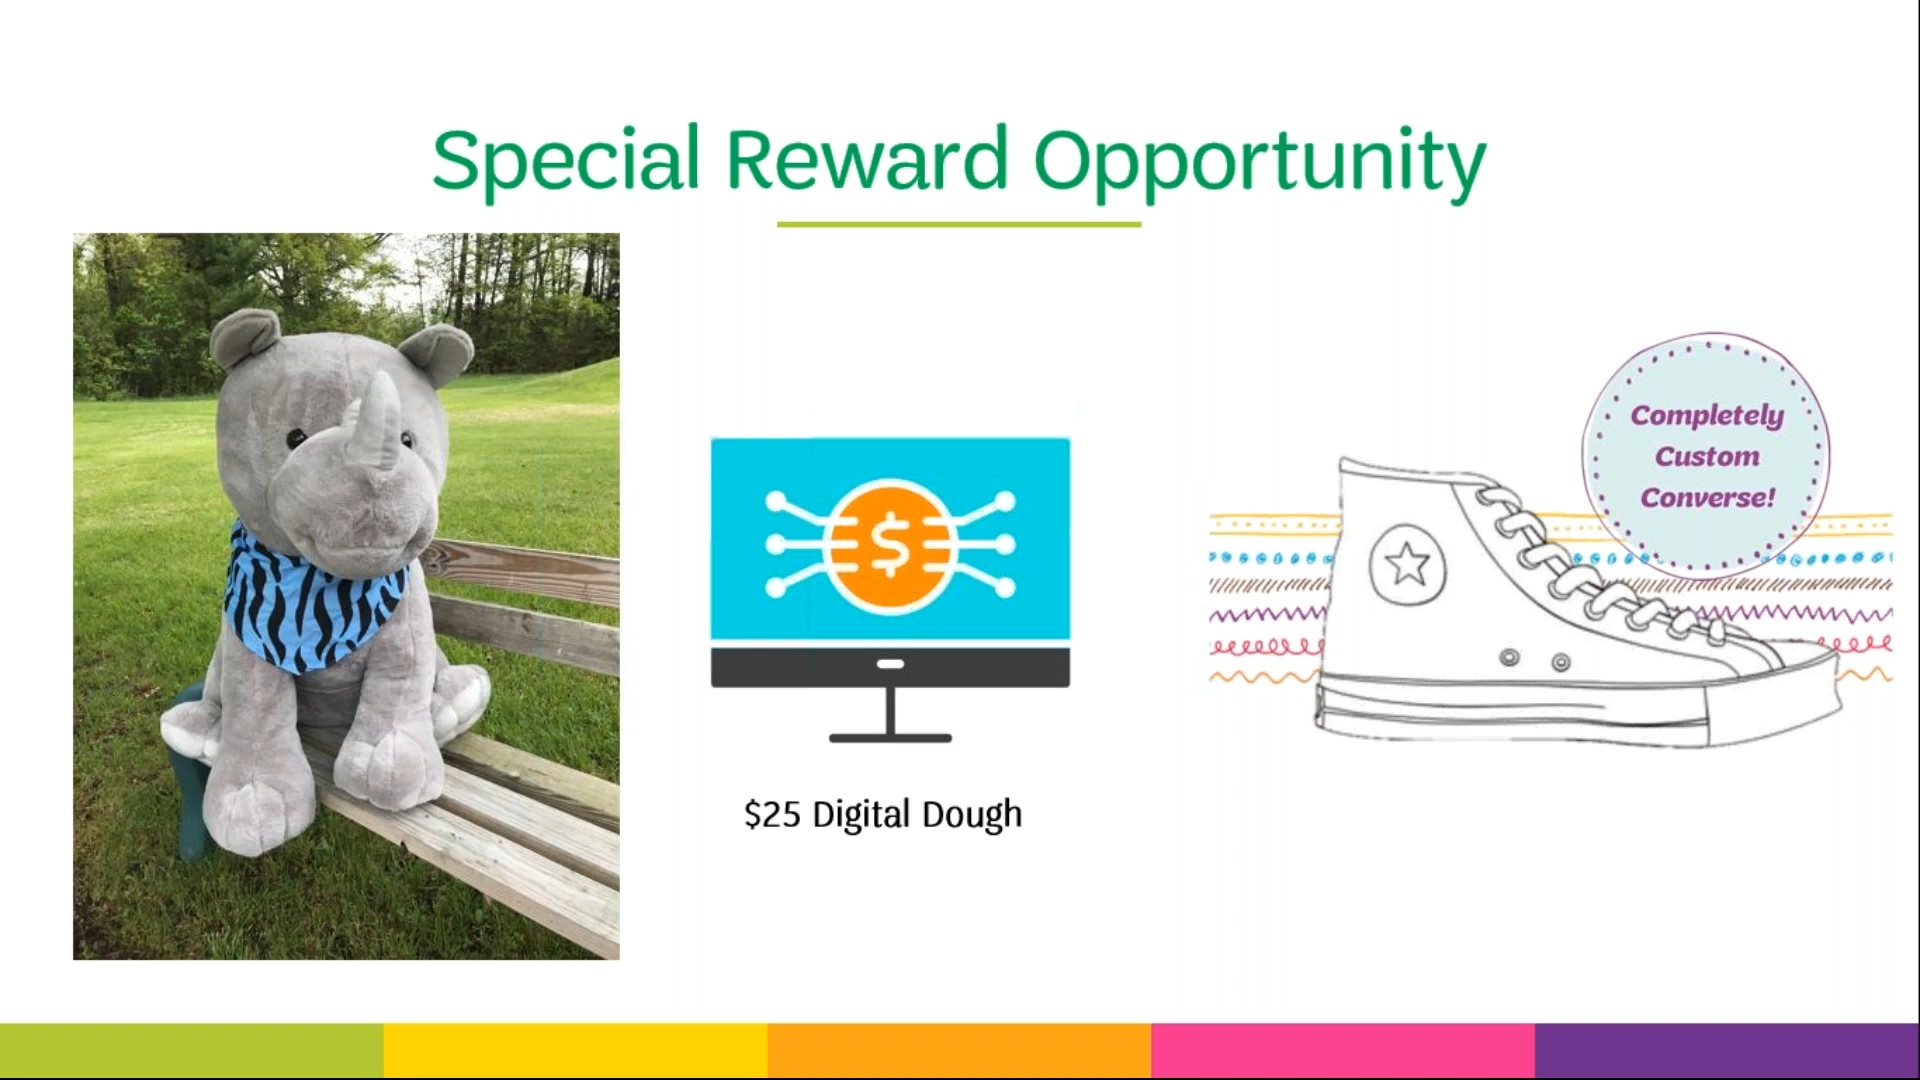 Special Reward Opportunity
$25 Digital Dough
Completely
Custom
Converse!